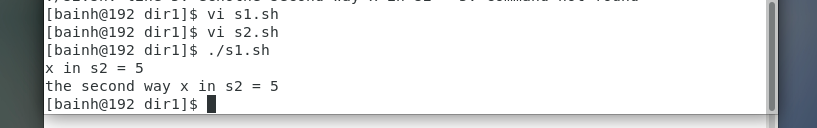 [bainh@192 dir1]$ vi s1.sh
[bainh@192 dir1]$ vi s2.sh
[bainh@192 dir1]$ ./s1.sh
x in s2 = 5
the second way x in s2 = 5
[bainh@192 dir1]$